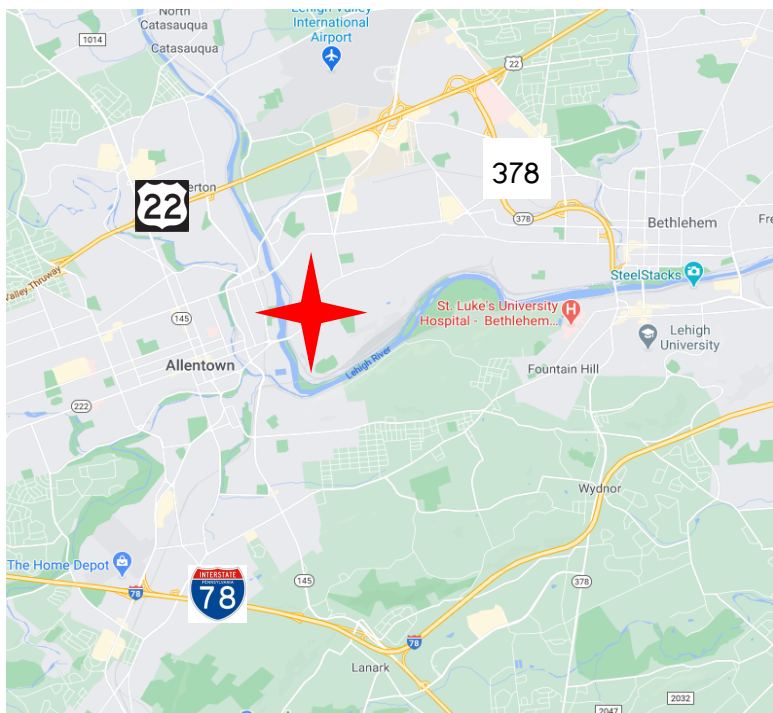 North
Catasauqua
Catasauqua
1014
Lehigh Valley
International
Airport
22
erton
22
378
378
Bethlehem
Fre
SteelStacks
Valley Thruway
145
St. Luke's University
Hospital - Bethlehem...
H
Lehigh
University
Allentown
Lehigh River
Fountain Hill
222
Wydnor
The Home Depot
78
INTERSTATE
PENNSYLVANIA
78
145
378
78
Lanark
2032
2047